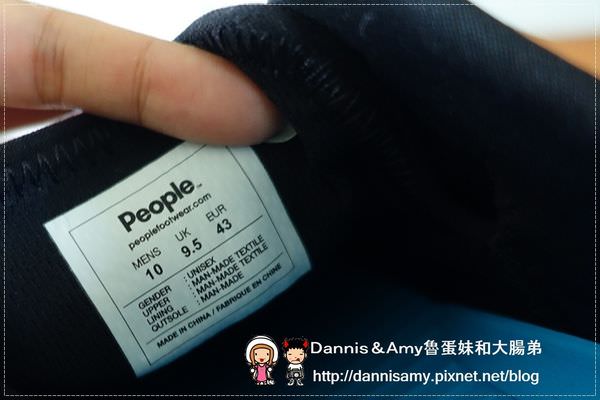 People™
peoplefootwear.com
MENS UK EUR
10 9.5 43
GENDER : UNISEX
UPPER : MAN-MADE TEXTILE
LINING : MAN-MADE TEXTILE
OUTSOLE : MAN-MADE
MADE IN CHINA / FABRIQUE EN CHINE
Dannis & Amy魯蛋妹和大腸弟
http://dannisamy.pixnet.net/blog